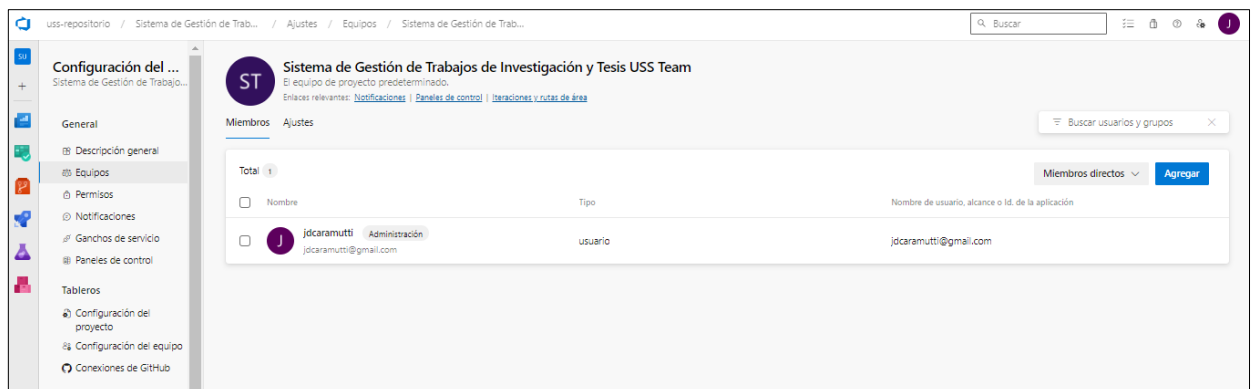 uss-repositorio / Sistema de Gestión de Trab... / Ajustes / Equipos / Sistema de Gestión de Trab...
Buscar
J
SU
Configuración del ...
Sistema de Gestión de Trabajo...
General
Descripción general
Equipos
Permisos
Notificaciones
Ganchos de servicio
Paneles de control
Tableros
Configuración del
proyecto
Configuración del equipo
Conexiones de GitHub
ST
Sistema de Gestión de Trabajos de Investigación y Tesis USS Team
El equipo de proyecto predeterminado.
Enlaces relevantes: Notificaciones | Paneles de control | Iteraciones y rutas de área
Miembros Ajustes
Buscar usuarios y grupos
Total 1
Miembros directos
Agregar
Nombre Tipo Nombre de usuario, alcance o Id. de la aplicación
J
jdcaramutti Administración
jdcaramutti@gmail.com
usuario
jdcaramutti@gmail.com